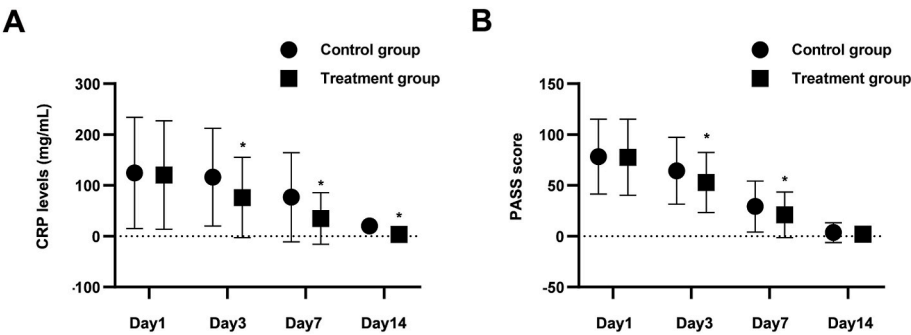 A
Control group
Treatment group
CRP levels (mg/mL)
300
200
100
0
-100
*
*
*
Day1 Day3 Day7 Day14
B
Control group
Treatment group
PASS score
150
100
50
0
-50
*
*
Day1 Day3 Day7 Day14